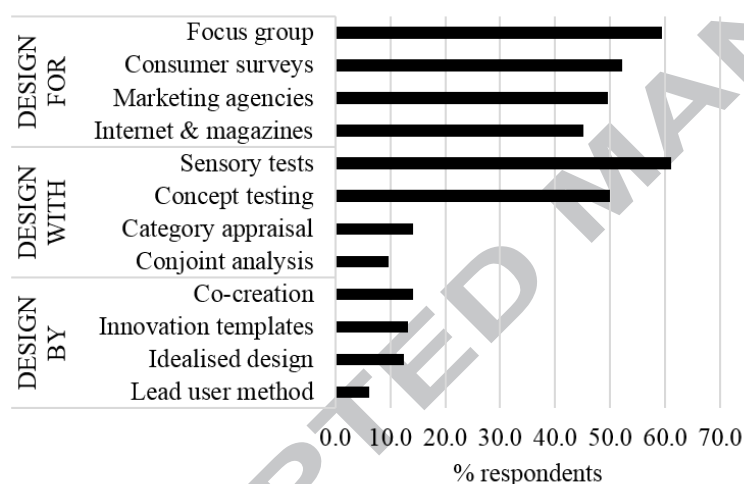 DESIGN
FOR
Focus group
Consumer surveys
Marketing agencies
Internet & magazines
DESIGN
WITH
Sensory tests
Concept testing
Category appraisal
Conjoint analysis
DESIGN
BY
Co-creation
Innovation templates
Idealised design
Lead user method
0.0 10.0 20.0 30.0 40.0 50.0 60.0 70.0
% respondents
PTED MAN